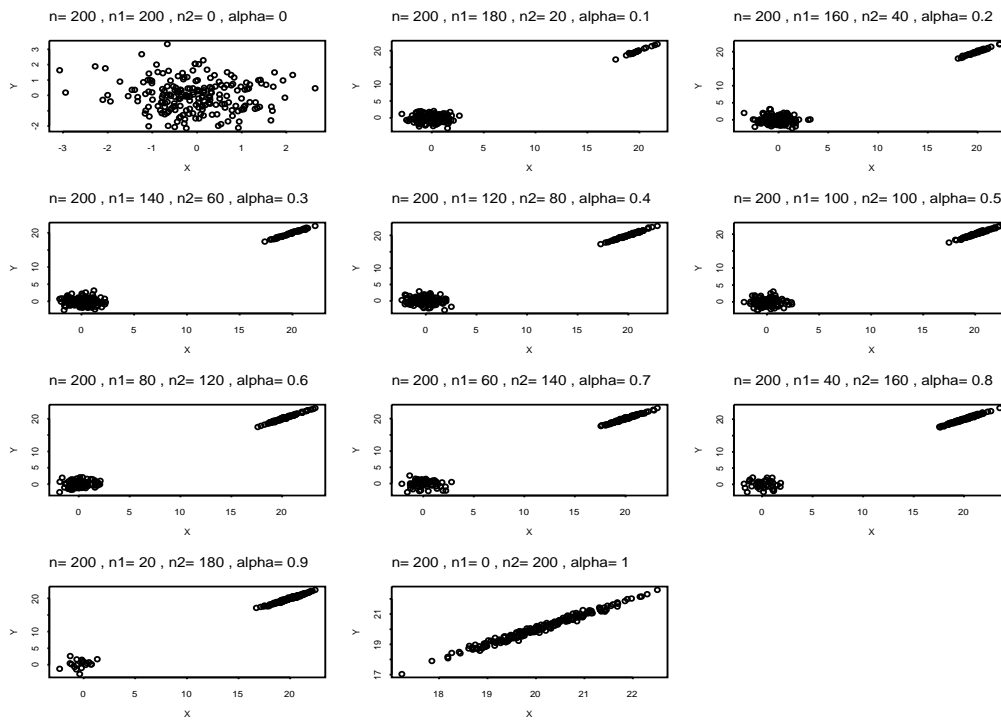 n= 200 , n1= 200 , n2= 0 , alpha= 0
Y
-2 0 1 2 3
-3 -2 -1 0 1 2
X
n= 200 , n1= 180 , n2= 20 , alpha= 0.1
Y
0 5 10 20
0 5 10 15 20
X
n= 200 , n1= 160 , n2= 40 , alpha= 0.2
Y
0 5 10 20
0 5 10 15 20
X
n= 200 , n1= 140 , n2= 60 , alpha= 0.3
Y
0 5 10 20
0 5 10 15 20
X
n= 200 , n1= 120 , n2= 80 , alpha= 0.4
Y
0 5 10 20
0 5 10 15 20
X
n= 200 , n1= 100 , n2= 100 , alpha= 0.5
Y
0 5 10 20
0 5 10 15 20
X
n= 200 , n1= 80 , n2= 120 , alpha= 0.6
Y
0 5 10 20
0 5 10 15 20
X
n= 200 , n1= 60 , n2= 140 , alpha= 0.7
Y
0 5 10 20
0 5 10 15 20
X
n= 200 , n1= 40 , n2= 160 , alpha= 0.8
Y
0 5 10 20
0 5 10 15 20
X
n= 200 , n1= 20 , n2= 180 , alpha= 0.9
Y
0 5 10 20
0 5 10 15 20
X
n= 200 , n1= 0 , n2= 200 , alpha= 1
Y
17 19 21
18 19 20 21 22
X